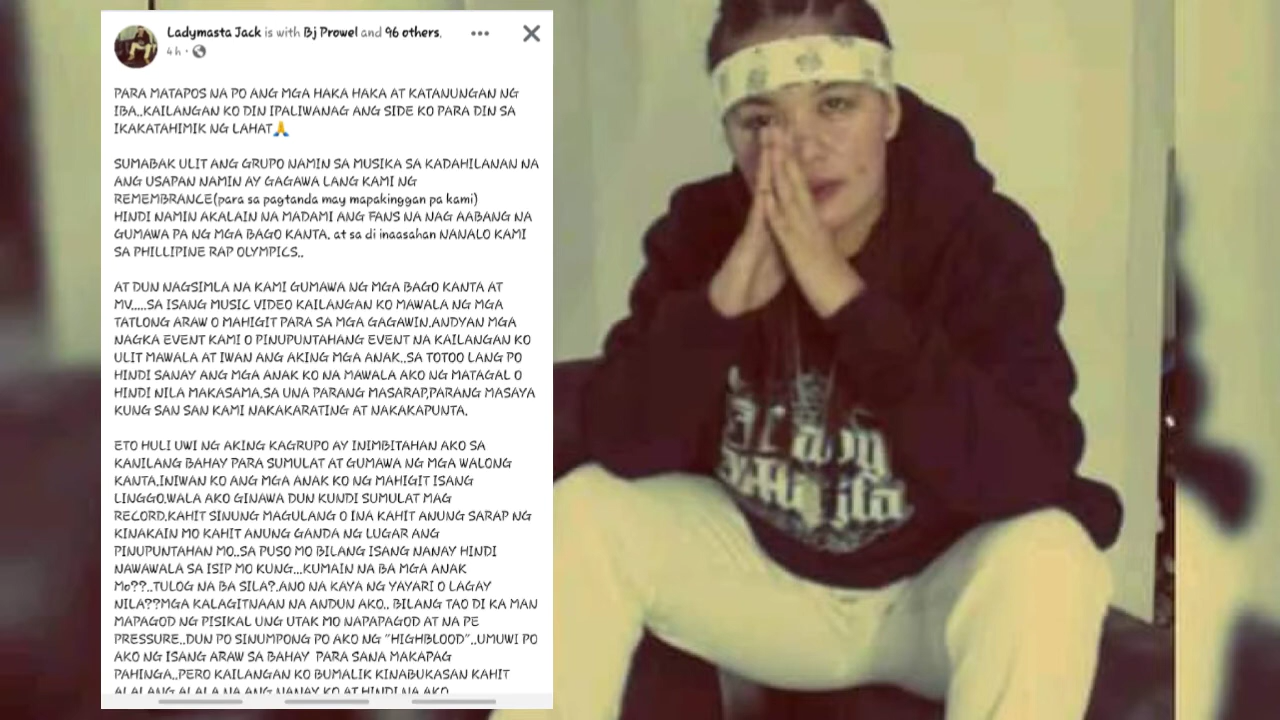 Ladymasta Jack is with Bj Prowel and 96 others.
4 h ·
PARA MATAPOS NA PO ANG MGA HAKA HAKA AT KATANUNGAN NG
IBA..KAILANGAN KO DIN IPALIWANAG ANG SIDE KO PARA DIN SA
IKAKATAHIMIK NG LAHAT🙏
SUMABAK ULIT ANG GRUPO NAMIN SA MUSIKA SA KADAHILANAN NA
ANG USAPAN NAMIN AY GAGAWA LANG KAMI NG
REMEMBRANCE(para sa pagtanda may mapakinggan pa kami)
HINDI NAMIN AKALAIN NA MADAMI ANG FANS NA NAG AABANG NA
GUMAWA PA NG MGA BAGO KANTA. at sa di inaasahan NANALO KAMI
SA PHILLIPINE RAP OLYMPICS..
AT DUN NAGSIMLA NA KAMI GUMAWA NG MGA BAGO KANTA AT
MV.....SA ISANG MUSIC VIDEO KAILANGAN KO MAWALA NG MGA
TATLONG ARAW O MAHIGIT PARA SA MGA GAGAWIN.ANDYAN MGA
NAGKA EVENT KAMI O PINUPUNTAHANG EVENT NA KAILANGAN KO
ULIT MAWALA AT IWAN ANG AKING MGA ANAK..SA TOTOO LANG PO
HINDI SANAY ANG MGA ANAK KO NA MAWALA AKO NG MATAGAL O
HINDI NILA MAKASAMA.SA UNA PARANG MASARAP,PARANG MASAYA
KUNG SAN SAN KAMI NAKAKARATING AT NAKAKAPUNTA.
ETO HULI UWI NG AKING KAGRUPO AY INIMBITAHAN AKO SA
KANILANG BAHAY PARA SUMULAT AT GUMAWA NG MGA WALONG
KANTA.INIWAN KO ANG MGA ANAK KO NG MAHIGIT ISANG
LINGGO.WALA AKO GINAWA DUN KUNDI SUMULAT MAG
RECORD.KAHIT SINUNG MAGULANG O INA KAHIT ANUNG SARAP NG
KINAKAIN MO KAHIT ANUNG GANDA NG LUGAR ANG
PINUPUNTAHAN MO..SA PUSO MO BILANG ISANG NANAY HINDI
NAWAWALA SA ISIP MO KUNG...KUMAIN NA BA MGA ANAK
Mo??..TULOG NA BA SILA?.ANO NA KAYA NG YAYARI O LAGAY
NILA??MGA KALAGITNAAN NA ANDUN AKO.. BILANG TAO DI KA MAN
MAPAGOD NG PISIKAL UNG UTAK MO NAPAPAGOD AT NA PE
PRESSURE..DUN PO SINUMPONG PO AKO NG "HIGHBLOOD"..UMUWI PO
AKO NG ISANG ARAW SA BAHAY PARA SANA MAKAPAG
PAHINGA..PERO KAILANGAN KO BUMALIK KINABUKASAN KAHIT
ALALANG ALALA NA ANG NANAY KO AT HINDI NA AKO